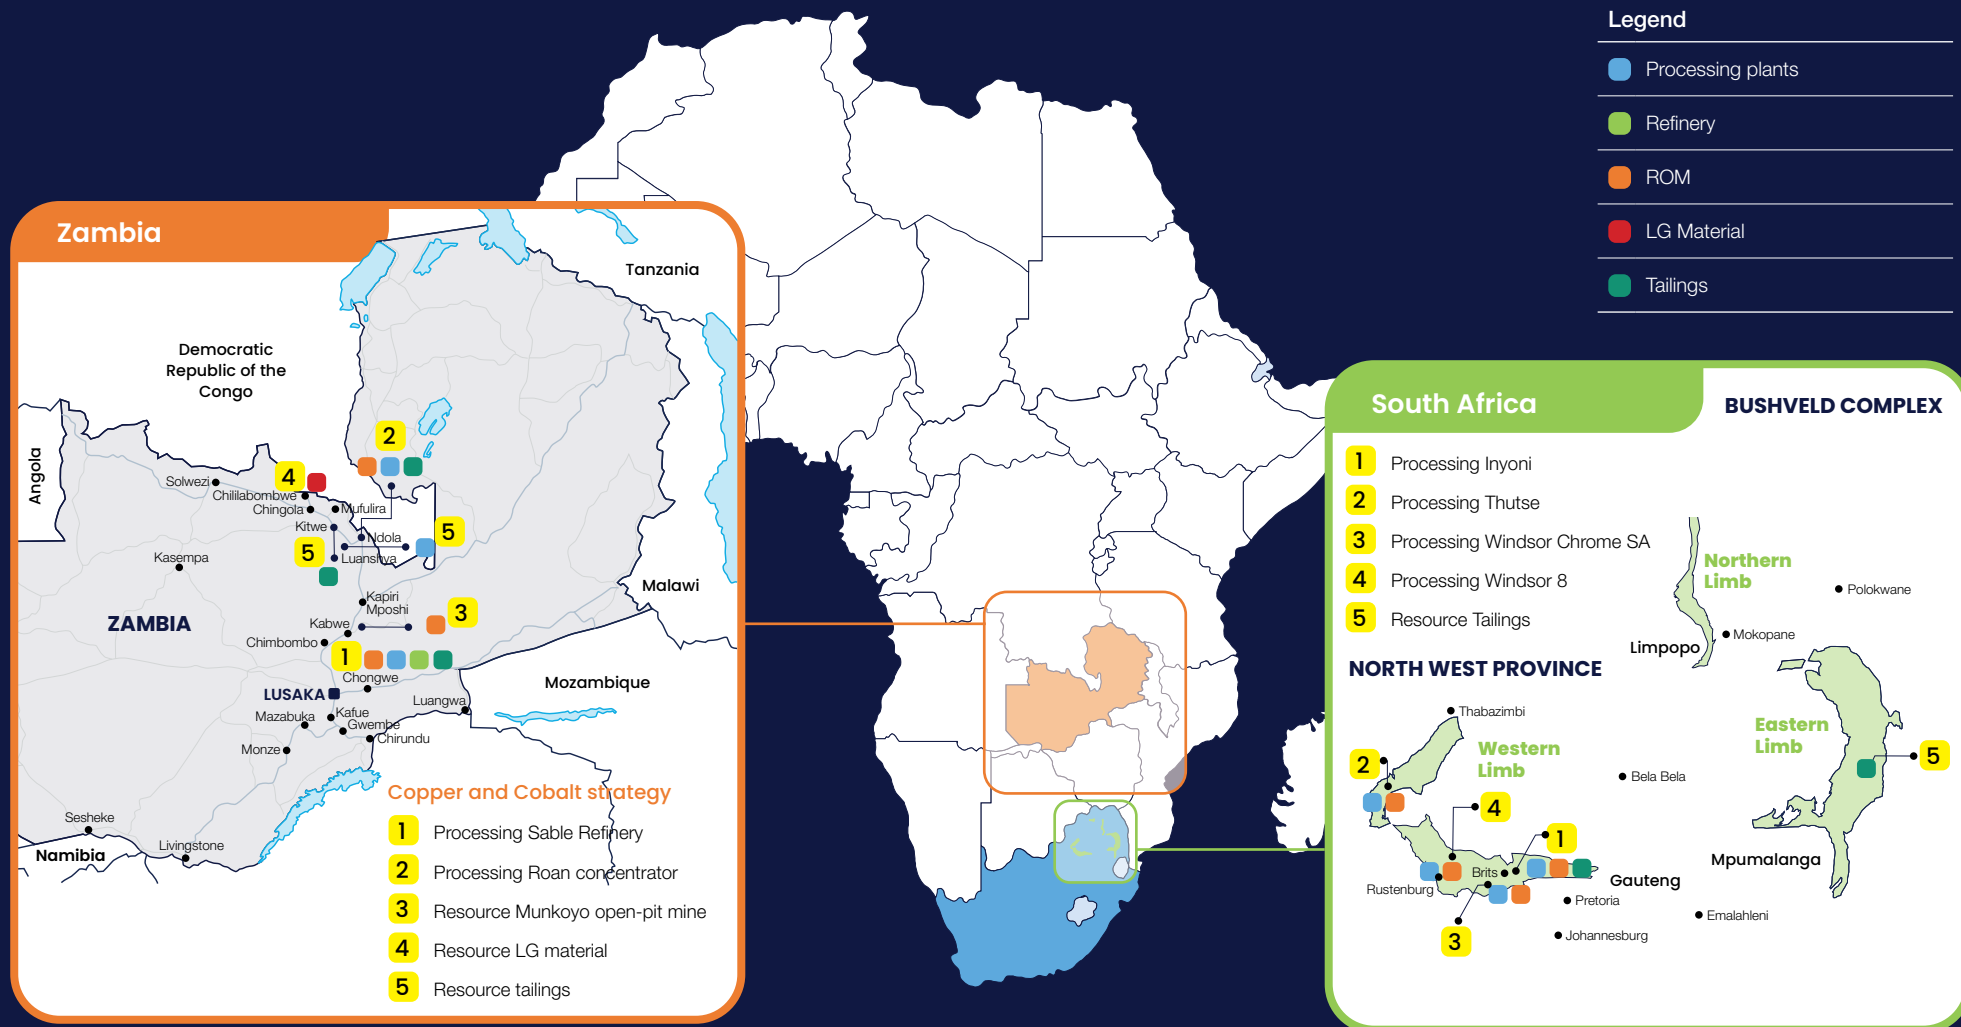 Legend
Processing plants
Refinery
ROM
LG Material
Tailings
Zambia
Tanzania
Democratic
Republic of the
Congo
Angola
2
4
Solwezi
Chililabombwe
Chingola
Mufulira
Kitwe
Ndola
5
5
Luanshya
Kasempa
Malawi
Kapiri
Mposhi
ZAMBIA
3
Kabwe
Chimbombo
1
Chongwe
LUSAKA
Mozambique
Luangwa
Mazabuka
Kafue
Gwembe
Chirundu
Monze
Sesheke
Livingstone
Namibia
Copper and Cobalt strategy
1 Processing Sable Refinery
2 Processing Roan concentrator
3 Resource Munkoyo open-pit mine
4 Resource LG material
5 Resource tailings
South Africa
BUSHVELD COMPLEX
1 Processing Inyoni
2 Processing Thutse
3 Processing Windsor Chrome SA
4 Processing Windsor 8
5 Resource Tailings
Northern
Limb
Polokwane
Mokopane
Limpopo
NORTH WEST PROVINCE
Thabazimbi
Western
Limb
Eastern
Limb
2
5
Bela Bela
4
1
Brits
Rustenburg
Mpumalanga
Gauteng
Pretoria
Emalahleni
3
Johannesburg